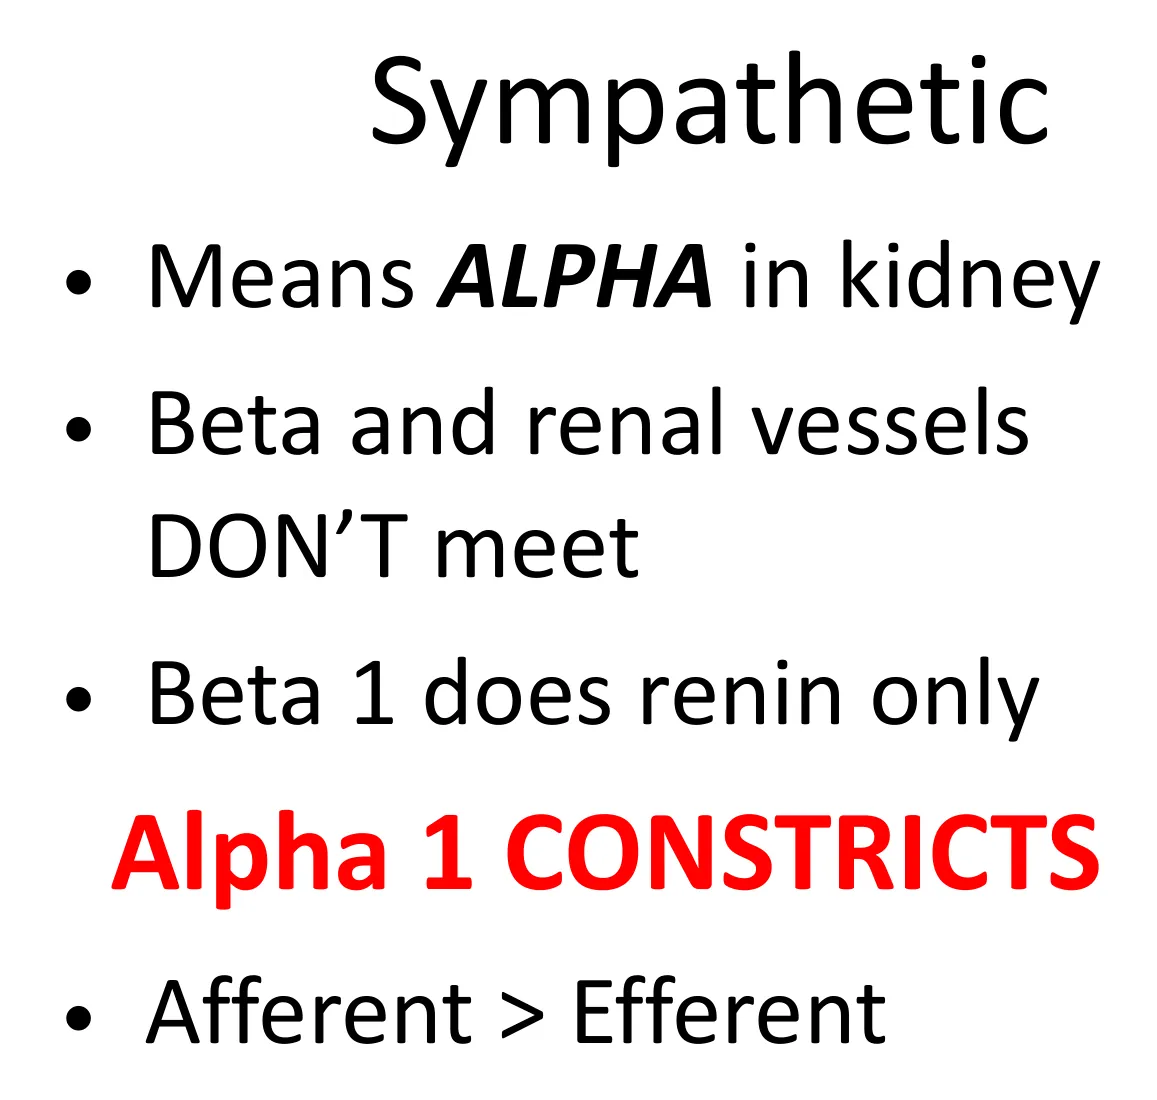 Sympathetic
• Means ALPHA in kidney
• Beta and renal vessels
DON’T meet
• Beta 1 does renin only
Alpha 1 CONSTRICTS
• Afferent > Efferent